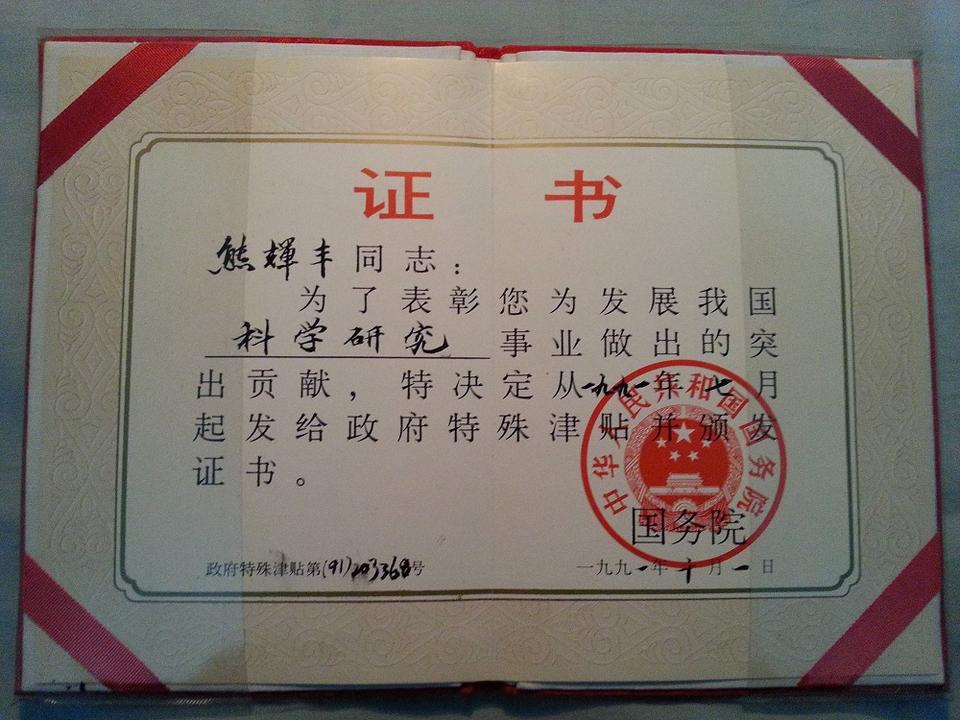 证书
熊輝丰同志：
为了表彰您为发展我国
科学研究事业做出的突
出贡献，特决定从一九九一年七月
起发给政府特殊津贴并颁发
证书。
中华人民共和国国务院
国务院
政府特殊津贴第(91)203368号
一九九一年十月一日